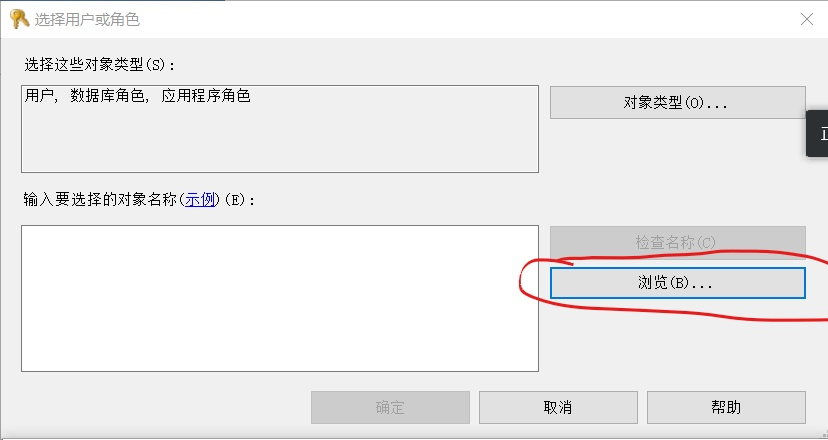 选择用户或角色
选择这些对象类型(S):
用户, 数据库角色, 应用程序角色
对象类型(O)...
输入要选择的对象名称(示例)(E):
检查名称(C)
浏览(B)...
确定
取消
帮助